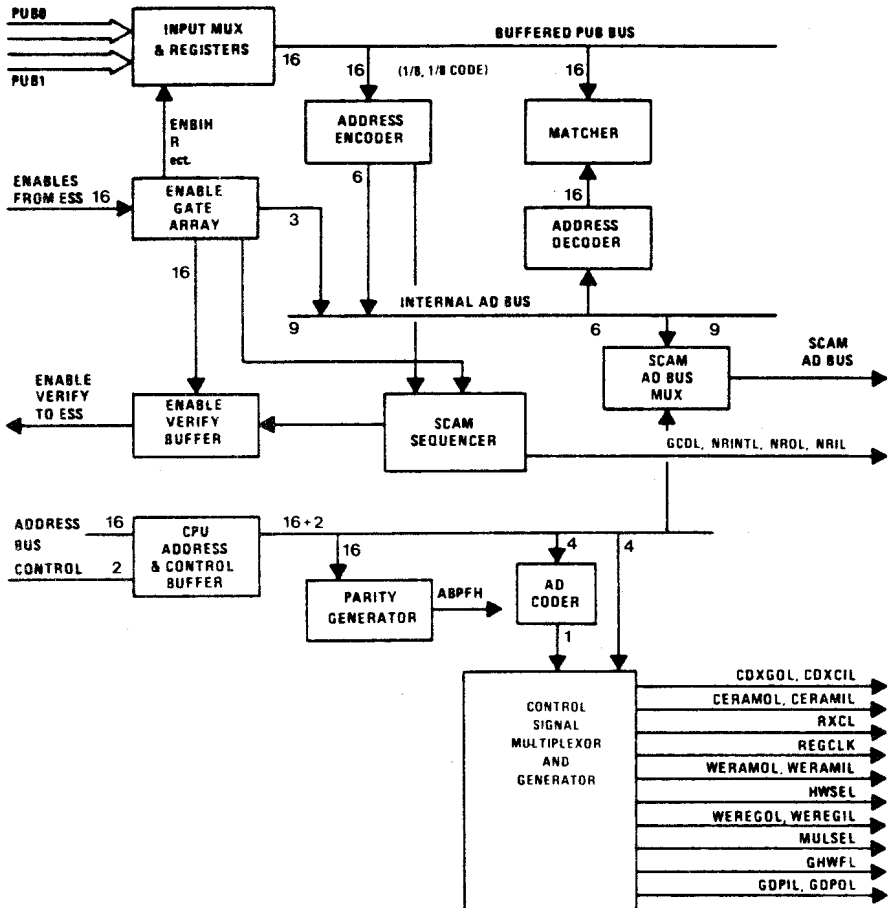 PUB0
PUB1
INPUT MUX
& REGISTERS
16
BUFFERED PUB BUS
16
(1/8, 1/8 CODE)
16
ENBIH
R
ect.
ADDRESS
ENCODER
MATCHER
ENABLES
FROM ESS 16
ENABLE
GATE
ARRAY
3
6
16
ADDRESS
DECODER
16
INTERNAL AD BUS
9
6
9
SCAM
AD BUS
MUX
SCAM
AD BUS
ENABLE
VERIFY
TO ESS
ENABLE
VERIFY
BUFFER
SCAM
SEQUENCER
GCDL, NRINTL, NROL, NRIL
ADDRESS
BUS
16
CONTROL 2
CPU
ADDRESS
& CONTROL
BUFFER
16+2
16
4
4
PARITY
GENERATOR
ABPFH
AD
CODER
1
CONTROL
SIGNAL
MULTIPLEXOR
AND
GENERATOR
CDXGOL, CDXCIL
CERAMOL, CERAMIL
RXCL
REGCLK
WERAMOL, WERAMIL
HWSEL
WEREGOL, WEREGIL
MULSEL
GHWFL
GDPIL, GDPOL